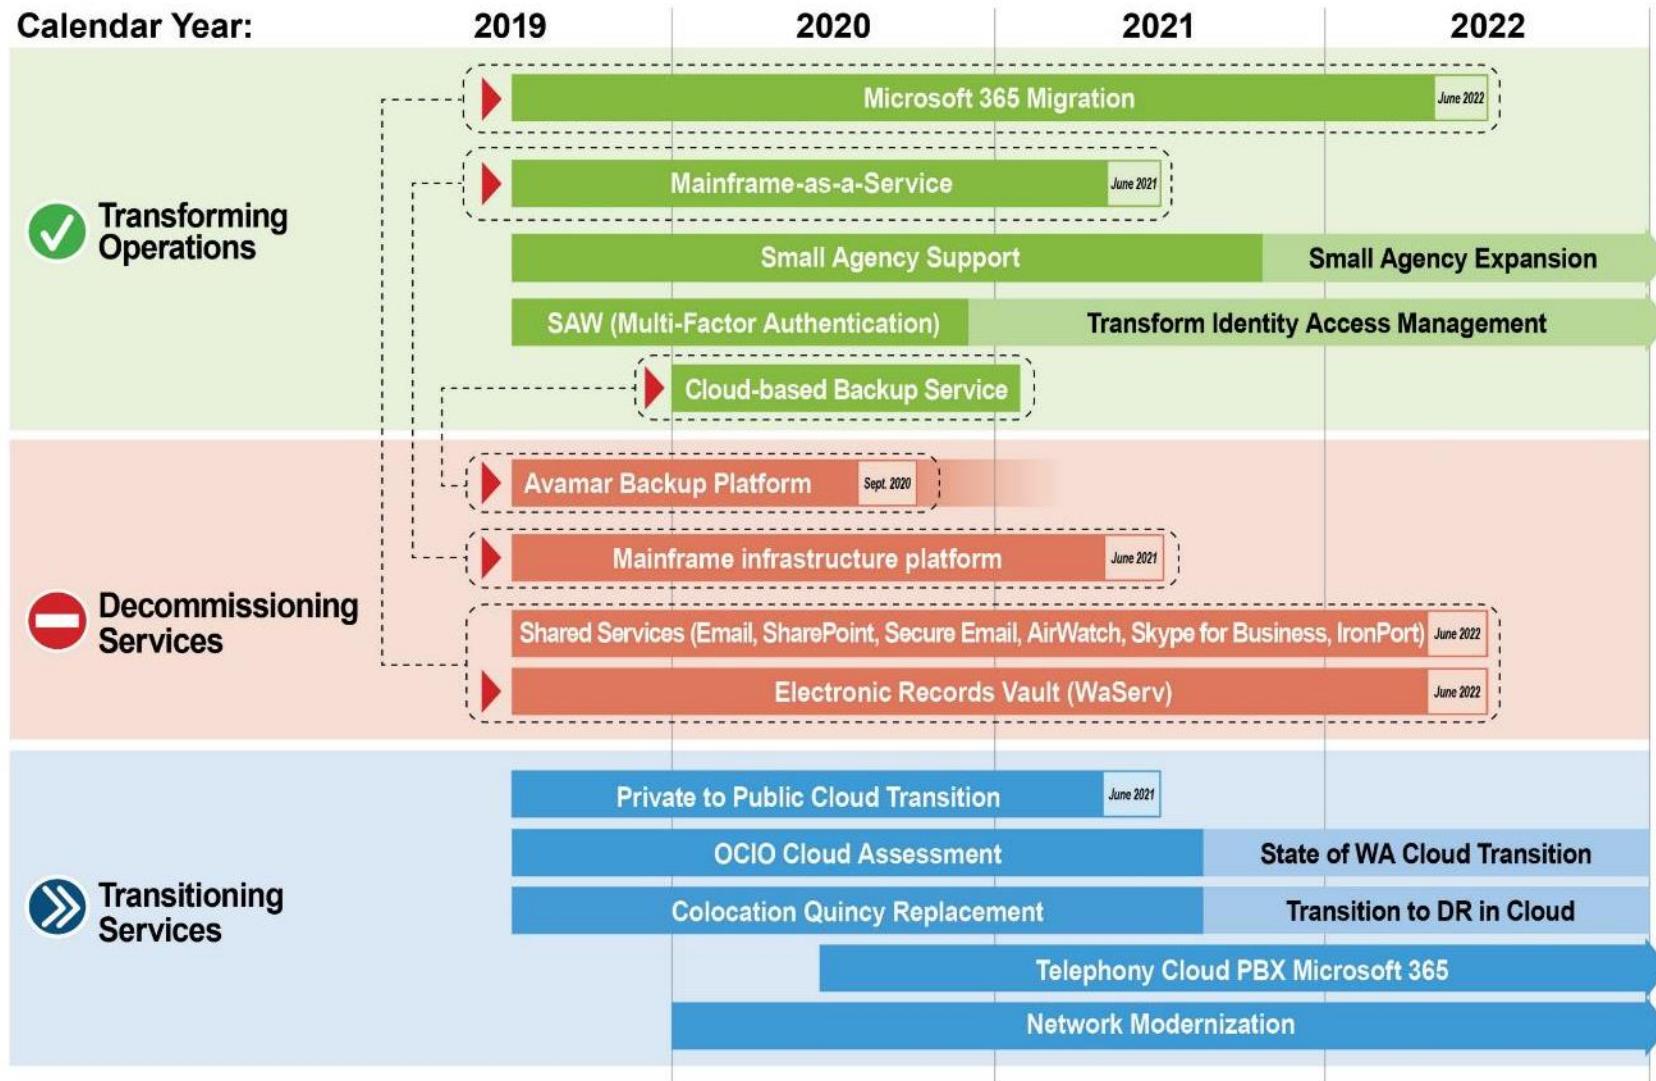 Calendar Year: 2019 2020 2021 2022
Transforming
Operations
Microsoft 365 Migration June 2022
Mainframe-as-a-Service June 2021
Small Agency Support Small Agency Expansion
SAW (Multi-Factor Authentication) Transform Identity Access Management
Cloud-based Backup Service
Decommissioning
Services
Avamar Backup Platform Sept. 2020
Mainframe infrastructure platform June 2021
Shared Services (Email, SharePoint, Secure Email, AirWatch, Skype for Business, IronPort) June 2022
Electronic Records Vault (WaServ) June 2022
Transitioning
Services
Private to Public Cloud Transition June 2021
OCIO Cloud Assessment State of WA Cloud Transition
Colocation Quincy Replacement Transition to DR in Cloud
Telephony Cloud PBX Microsoft 365
Network Modernization